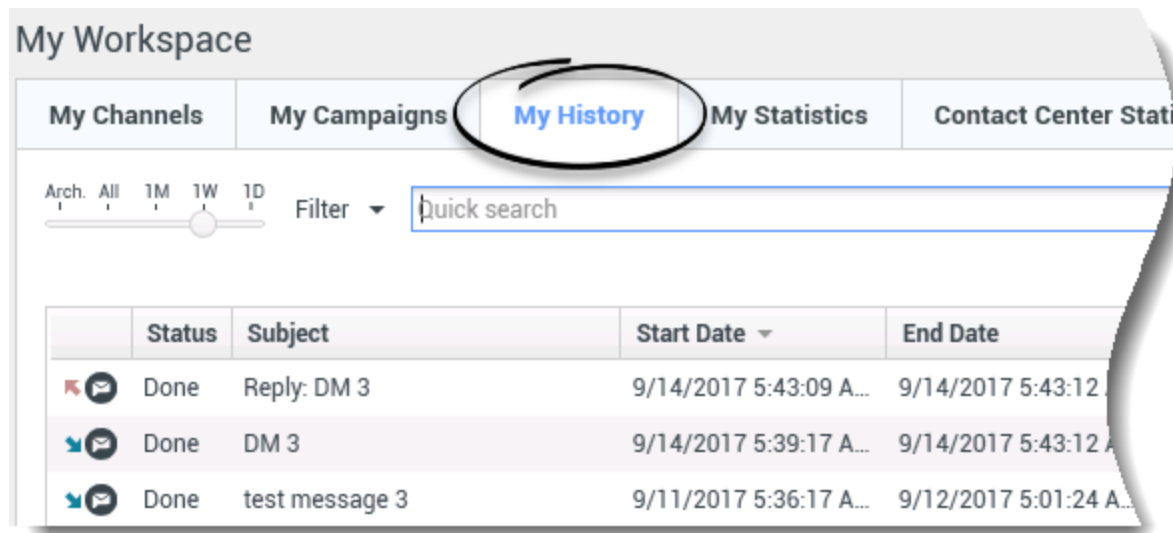 My Workspace
My Channels My Campaigns My History My Statistics Contact Center Stati
Arch. All 1M 1W 1D
Filter Quick search
Status Subject Start Date End Date
Done Reply: DM 3 9/14/2017 5:43:09 A... 9/14/2017 5:43:12
Done DM 3 9/14/2017 5:39:17 A... 9/14/2017 5:43:12 A
Done test message 3 9/11/2017 5:36:17 A... 9/12/2017 5:01:24 A...